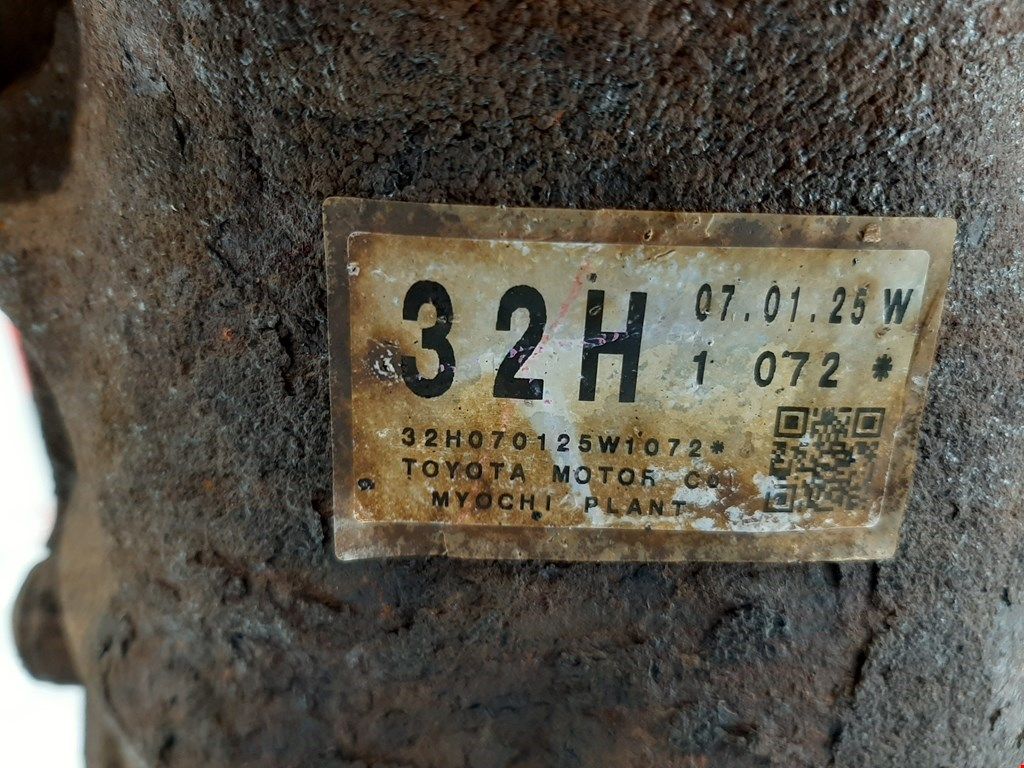 32H 07.01.25 W
1 072 *
32H070125W1072*
TOYOTA MOTOR Co
MYOCHI PLANT